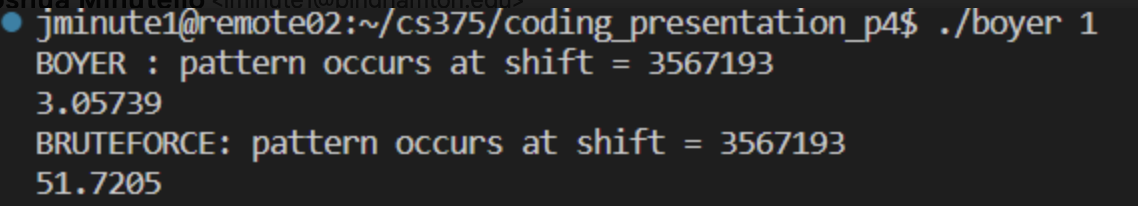 jminute1@remote02:~/cs375/coding_presentation_p4$ ./boyer 1
BOYER : pattern occurs at shift = 3567193
3.05739
BRUTEFORCE: pattern occurs at shift = 3567193
51.7205